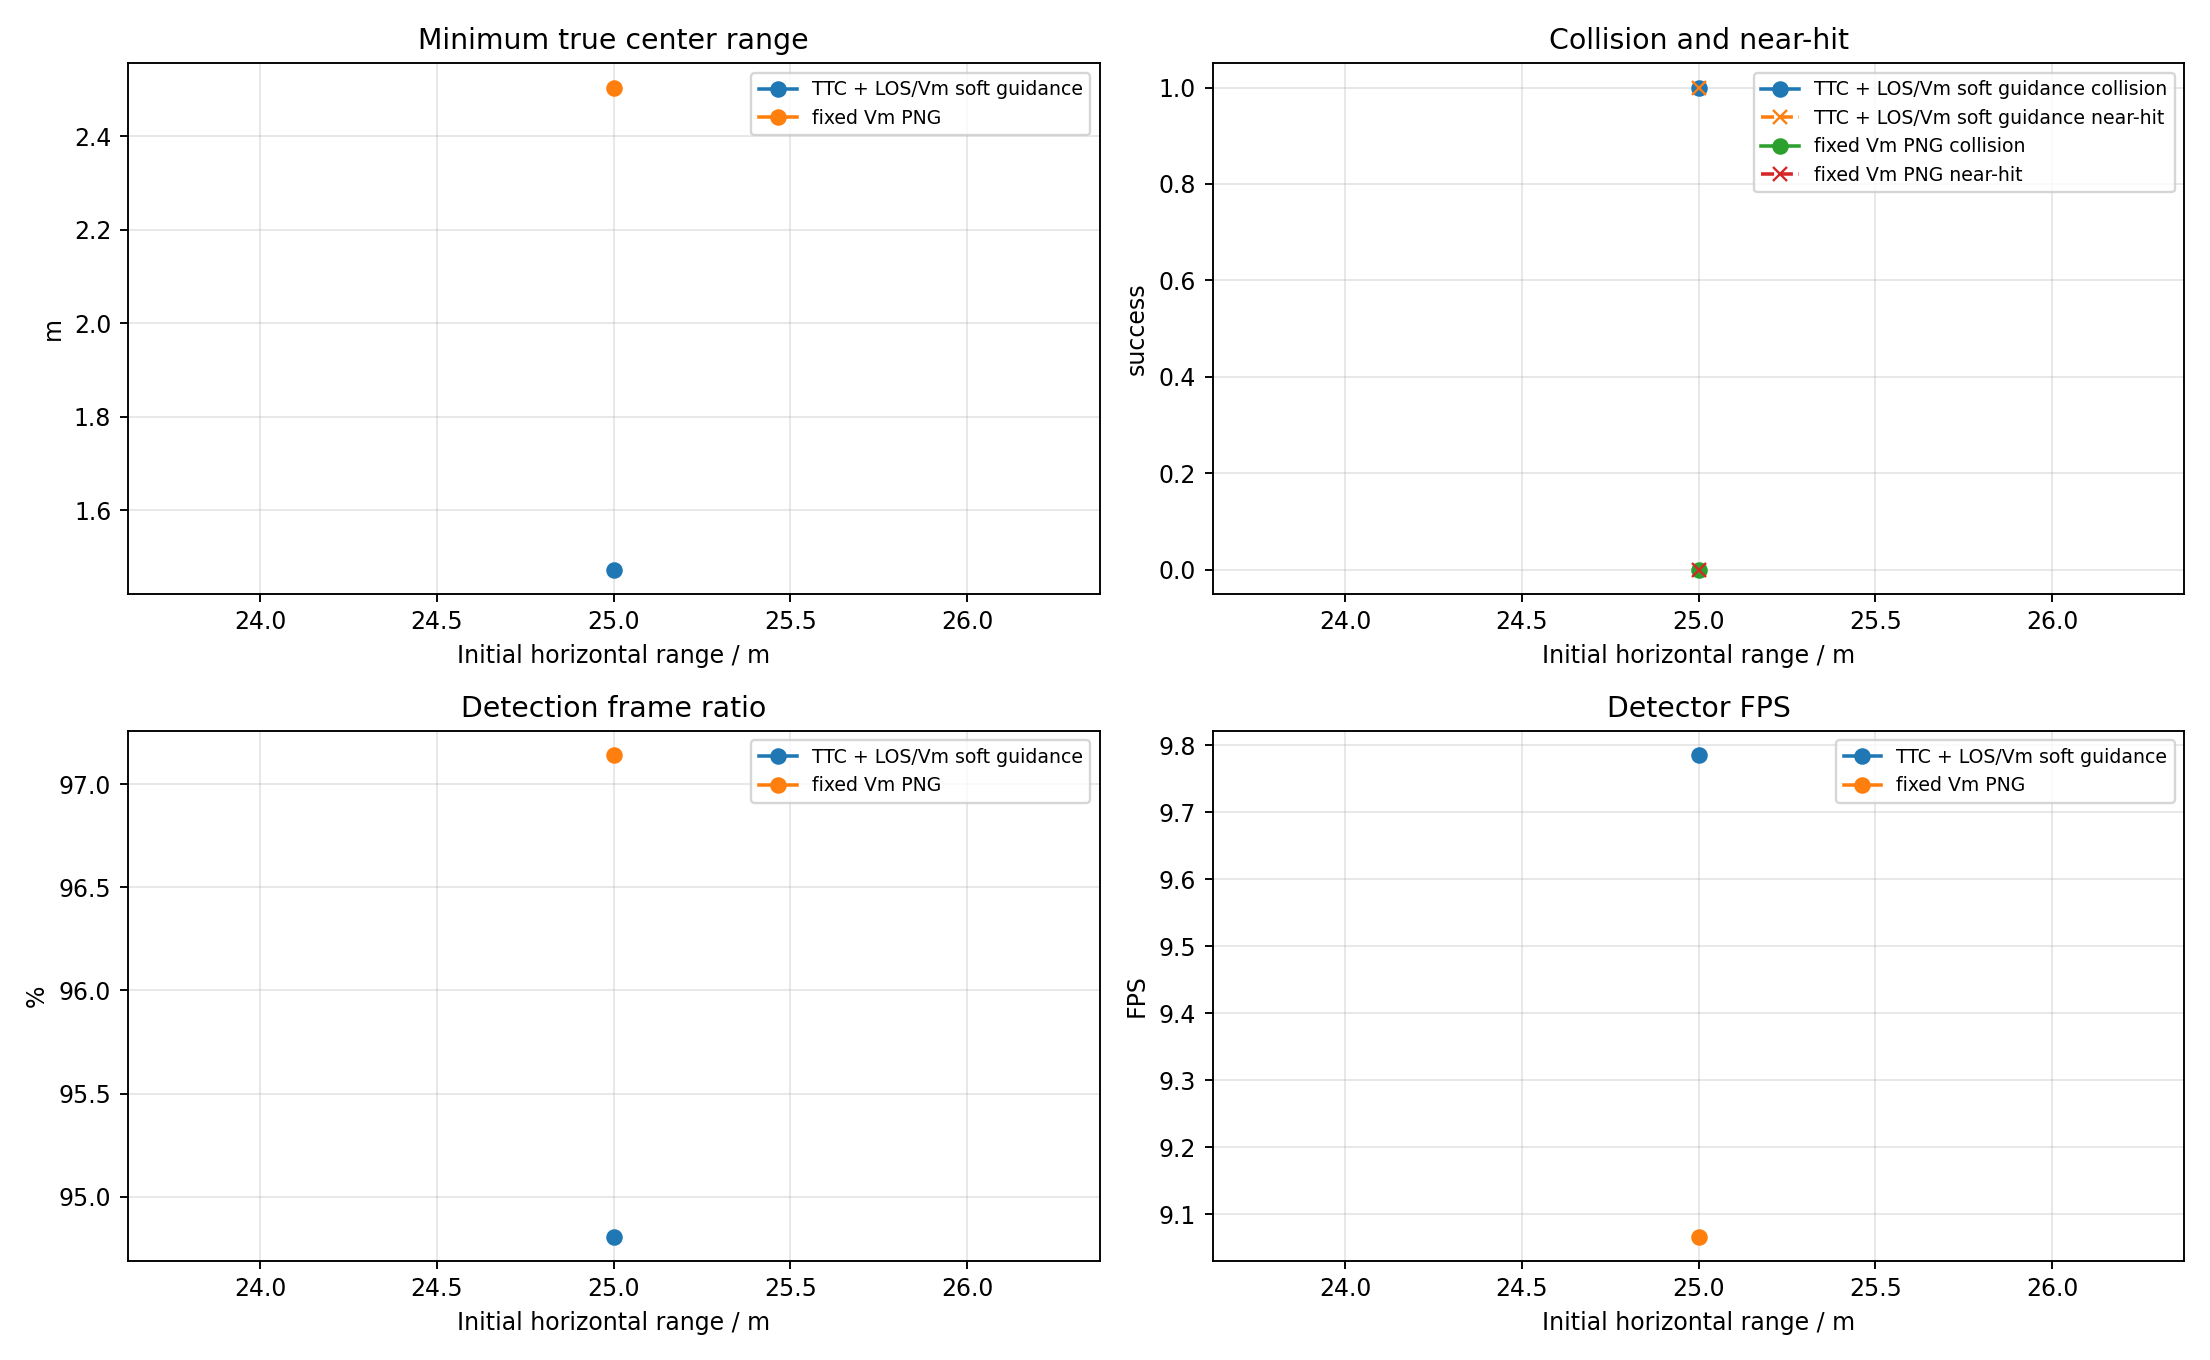 Minimum true center range
TTC + LOS/Vm soft guidance
fixed Vm PNG
2.4
2.2
2.0
1.8
1.6
m
24.0 24.5 25.0 25.5 26.0
Initial horizontal range / m
Collision and near-hit
TTC + LOS/Vm soft guidance collision
TTC + LOS/Vm soft guidance near-hit
fixed Vm PNG collision
fixed Vm PNG near-hit
1.0
0.8
0.6
0.4
0.2
0.0
success
24.0 24.5 25.0 25.5 26.0
Initial horizontal range / m
Detection frame ratio
TTC + LOS/Vm soft guidance
fixed Vm PNG
97.0
96.5
96.0
95.5
95.0
%
24.0 24.5 25.0 25.5 26.0
Initial horizontal range / m
Detector FPS
TTC + LOS/Vm soft guidance
fixed Vm PNG
9.8
9.7
9.6
9.5
9.4
9.3
9.2
9.1
FPS
24.0 24.5 25.0 25.5 26.0
Initial horizontal range / m